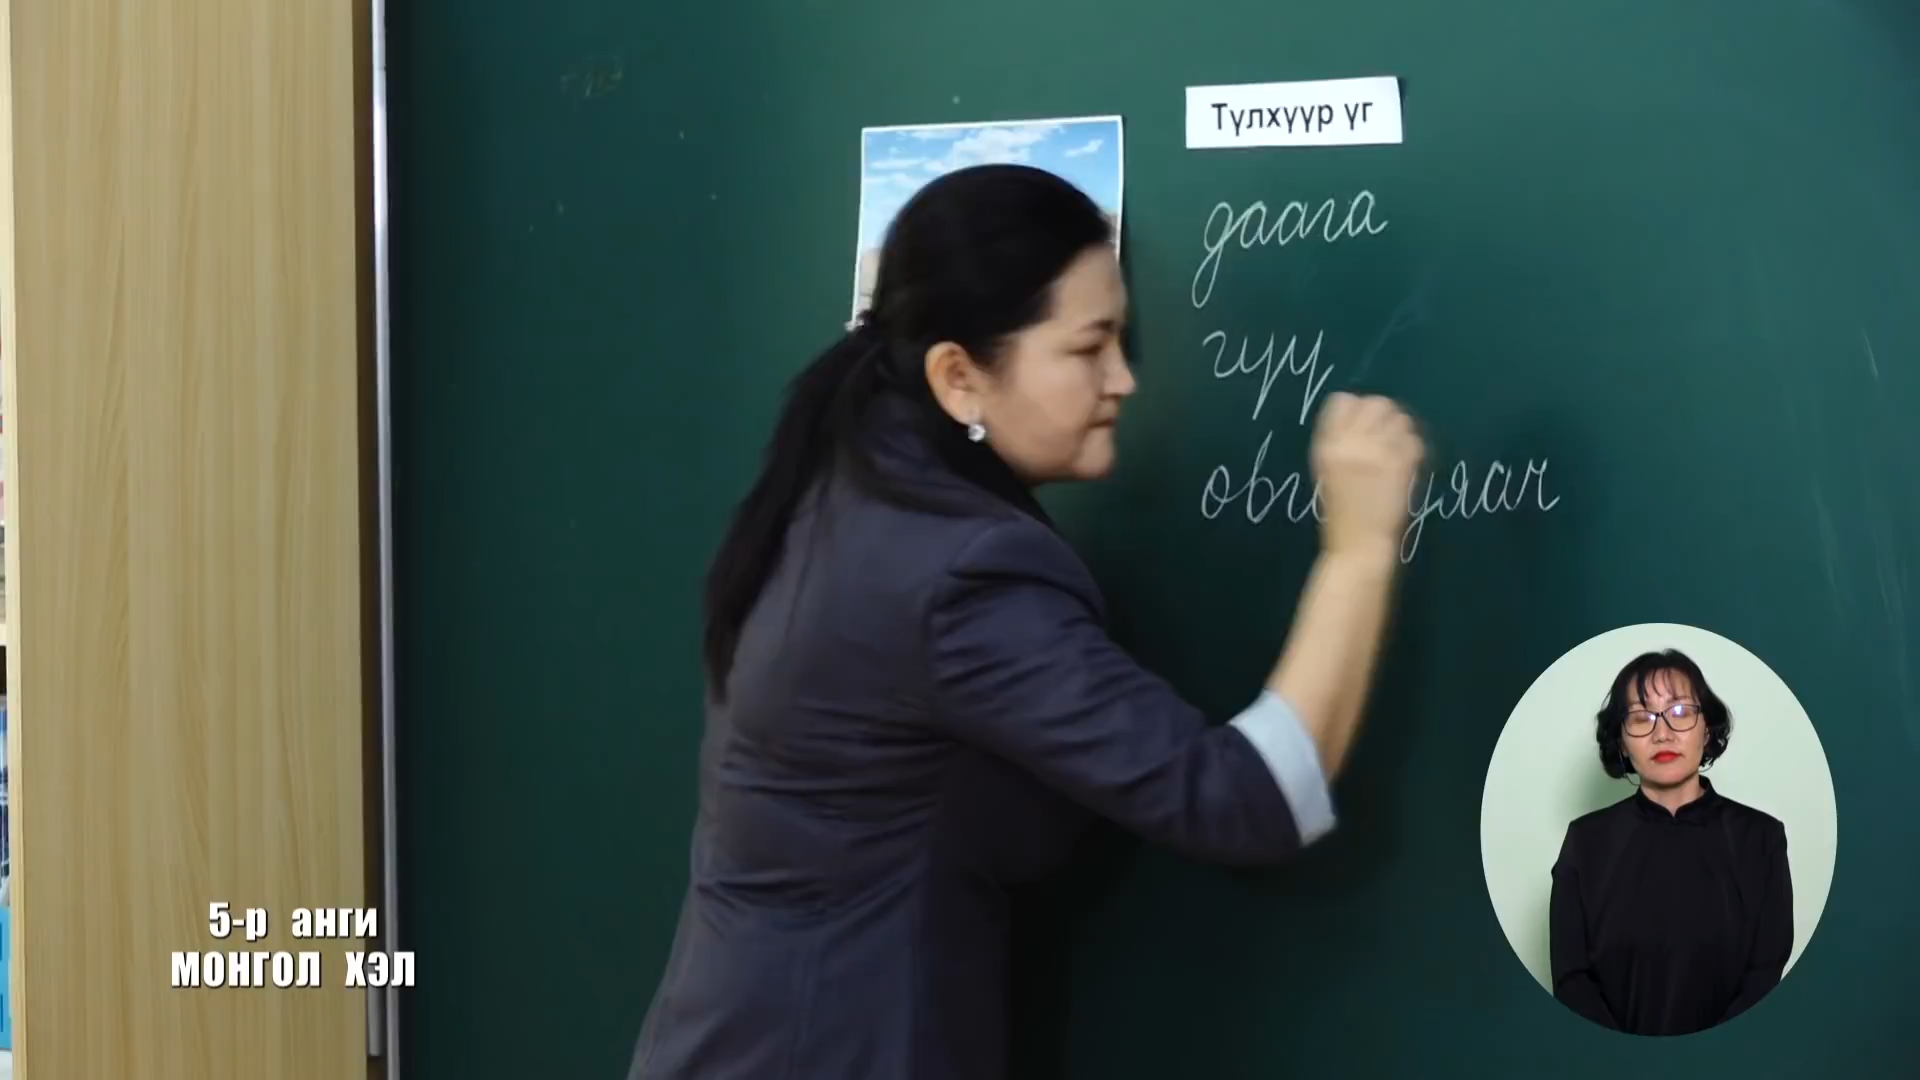 Түлхүүр үг
даага
гүү
уяач
5-р анги
МОНГОЛ ХЭЛ